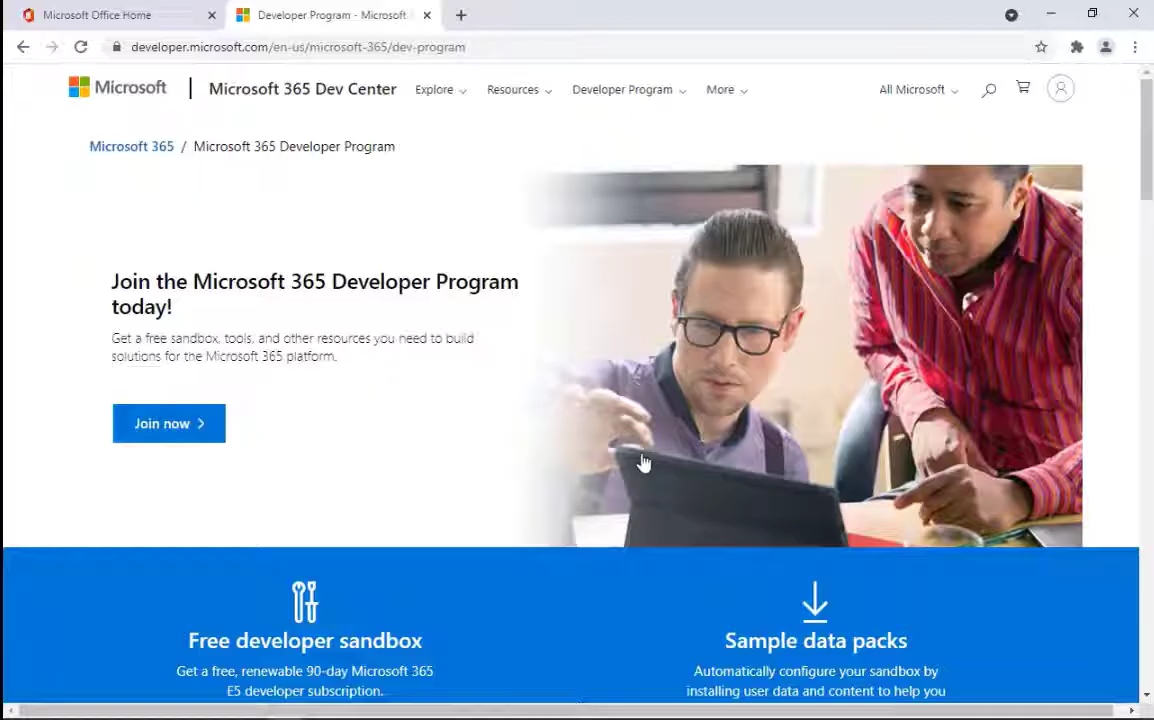 Microsoft Office Home
Developer Program - Microsoft
developer.microsoft.com/en-us/microsoft-365/dev-program
Microsoft
Microsoft 365 Dev Center
Explore
Resources
Developer Program
More
All Microsoft
Microsoft 365 / Microsoft 365 Developer Program
Join the Microsoft 365 Developer Program
today!
Get a free sandbox, tools, and other resources you need to build
solutions for the Microsoft 365 platform.
Join now
Free developer sandbox
Get a free, renewable 90-day Microsoft 365
E5 developer subscription.
Sample data packs
Automatically configure your sandbox by
installing user data and content to help you